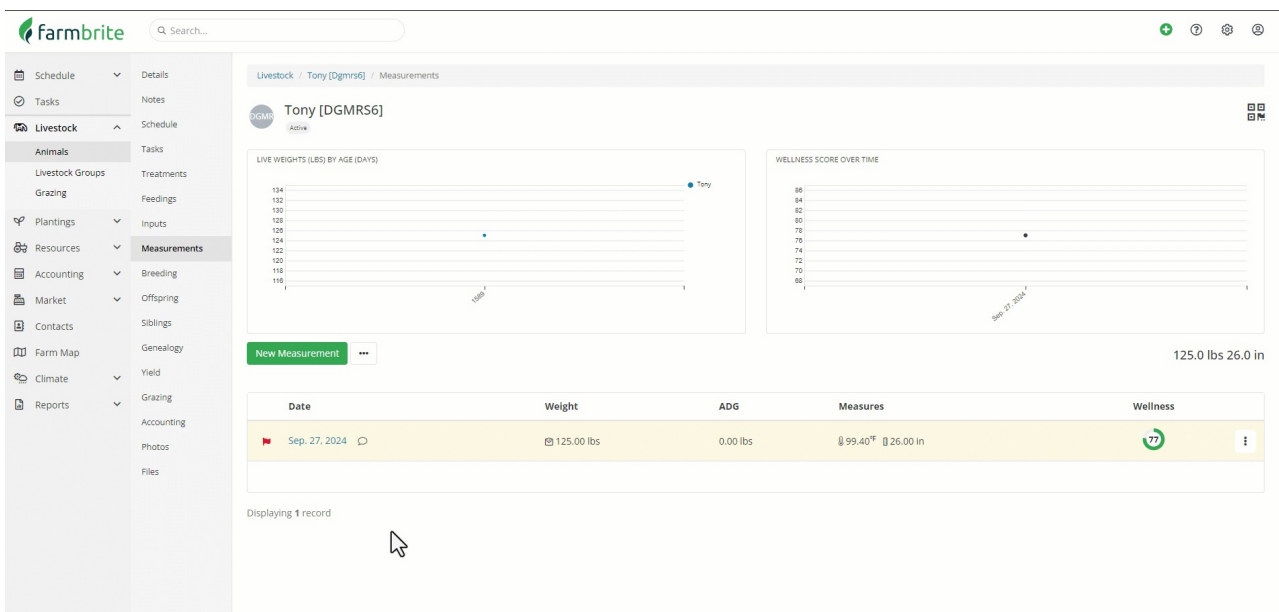 farmbrite
Search...
Schedule
Tasks
Livestock
Animals
Livestock Groups
Grazing
Plantings
Resources
Accounting
Market
Contacts
Farm Map
Climate
Reports
Details
Notes
Schedule
Tasks
Treatments
Feedings
Inputs
Measurements
Breeding
Offspring
Siblings
Genealogy
Yield
Grazing
Accounting
Photos
Files
Livestock / Tony [Dgmrs6] / Measurements
DGMR
Tony [DGMRS6]
Active
LIVE WEIGHTS (LBS) BY AGE (DAYS)
134
132
130
128
126
124
122
120
118
116
1589
Tony
WELLNESS SCORE OVER TIME
86
84
82
80
78
76
74
72
70
68
Sep. 27, 2024
New Measurement
125.0 lbs 26.0 in
Date Weight ADG Measures Wellness
Sep. 27, 2024 125.00 lbs 0.00 lbs 99.40°F 26.00 in 77
Displaying 1 record